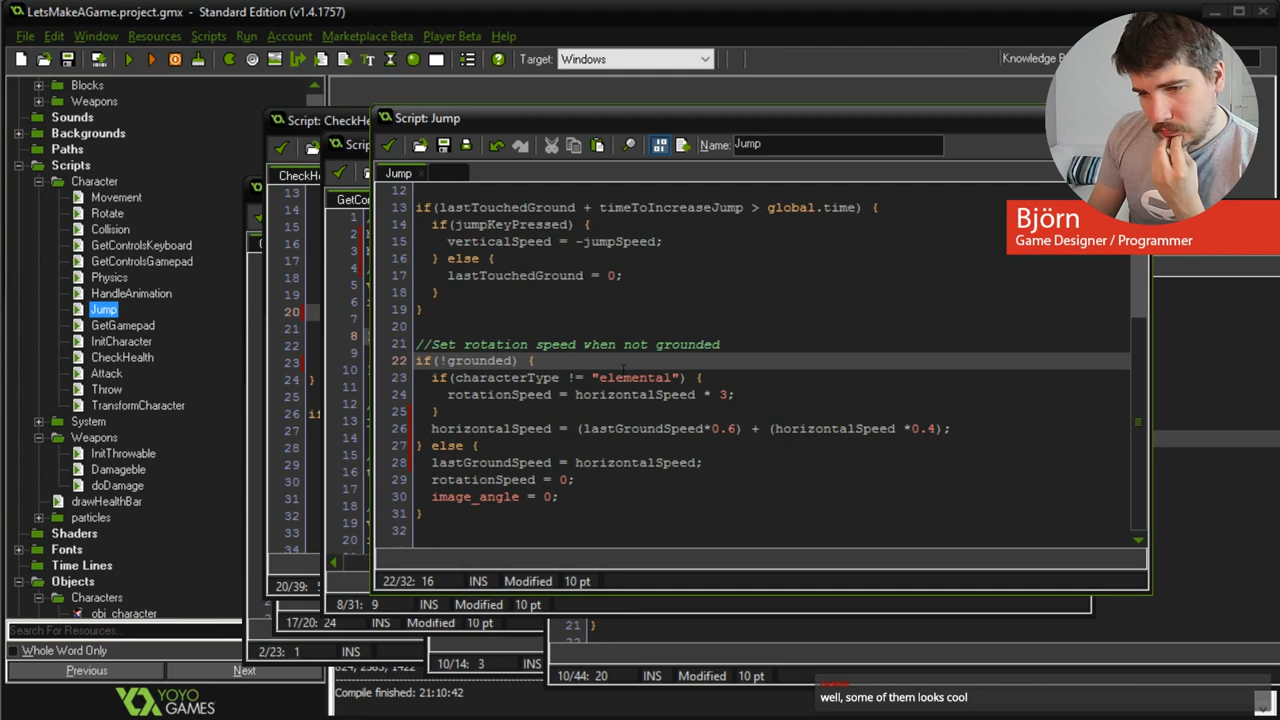 LetsMakeAGame.project.gmx - Standard Edition (v1.4.1757)
File Edit Window Resources Scripts Run Account Marketplace Beta Player Beta Help
Target: Windows
Blocks
Weapons
Sounds
Backgrounds
Paths
Scripts
Character
Movement
Rotate
Collision
GetControlsKeyboard
GetControlsGamepad
Physics
HandleAnimation
Jump
GetGamepad
InitCharacter
CheckHealth
Attack
Throw
TransformCharacter
System
Weapons
InitThrowable
Damageable
doDamage
drawHealthBar
particles
Shaders
Fonts
Time Lines
Objects
Characters
obj_character
Search For Resources...
Whole Word Only
Previous Next
YOYO
GAMES™
Script: Jump
Name: Jump
Jump
12
13 if(lastTouchedGround + timeToIncreaseJump > global.time) {
14 if(jumpKeyPressed) {
15 verticalSpeed = -jumpSpeed;
16 } else {
17 lastTouchedGround = 0;
18 }
19 }
20
21 //Set rotation speed when not grounded
22 if(!grounded) {
23 if(characterType != "elemental") {
24 rotationSpeed = horizontalSpeed * 3;
25 }
26 horizontalSpeed = (lastGroundSpeed*0.6) + (horizontalSpeed *0.4);
27 } else {
28 lastGroundSpeed = horizontalSpeed;
29 rotationSpeed = 0;
30 image_angle = 0;
31 }
32
22/32: 16 INS Modified 10 pt
8/31: 9 INS Modified 10 pt
17/20: 24 INS Modified 10 pt
2/23: 1 INS
10/14: 3 INS
10/44: 20 INS Modified 10 pt
Compile finished: 21:10:42
Björn
Game Designer / Programmer
well, some of them looks cool